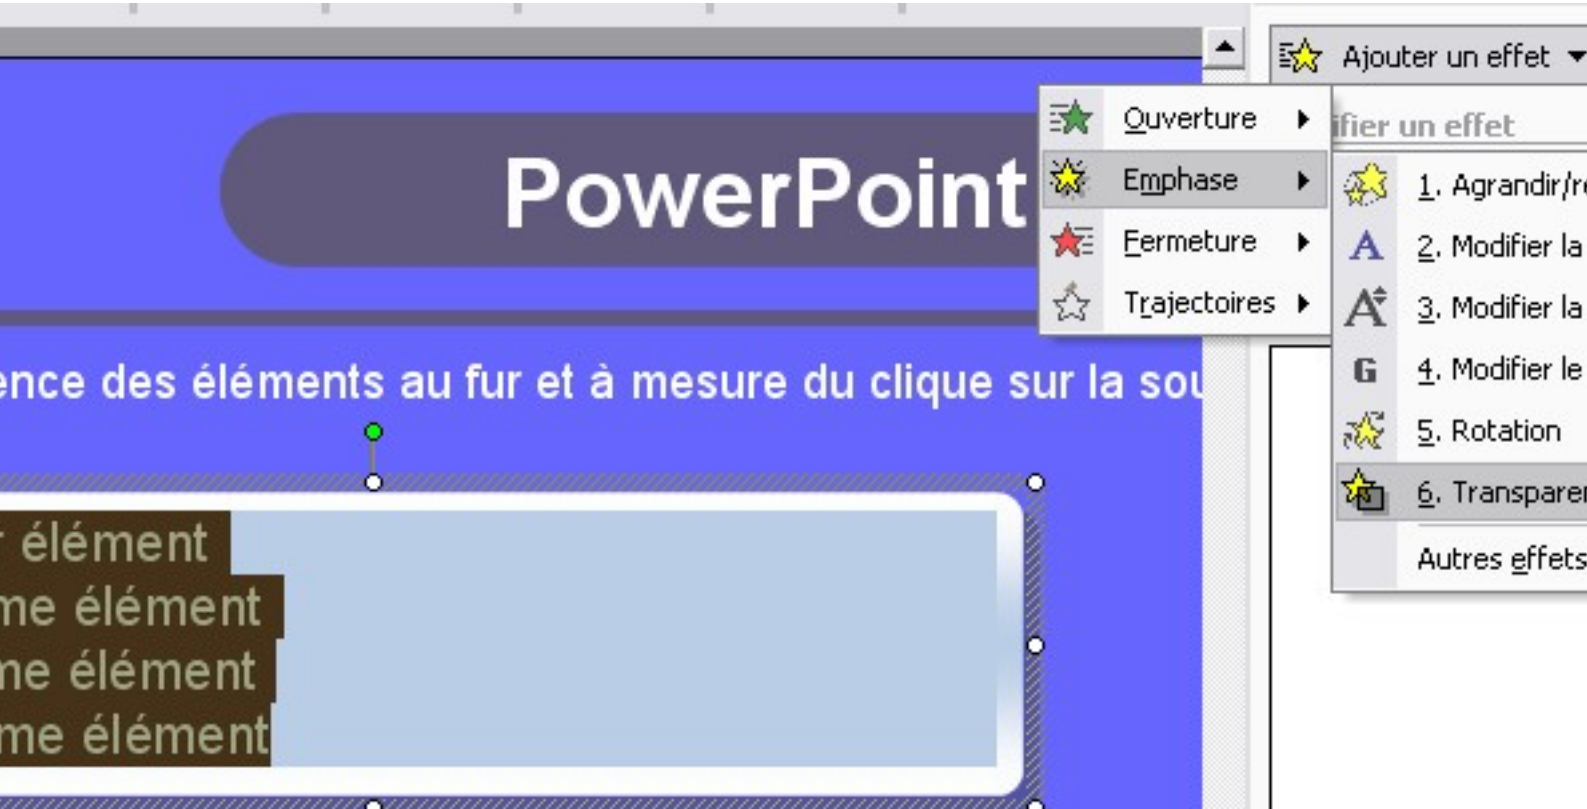 Ajouter un effet
Ouverture
ifier un effet
PowerPoint
Emphase
1. Agrandir/r
Fermeture
2. Modifier la
Trajectoires
3. Modifier la
ence des éléments au fur et à mesure du clique sur la sou
4. Modifier le
5. Rotation
6. Transparen
r élément
Autres effets
me élément
me élément
me élément